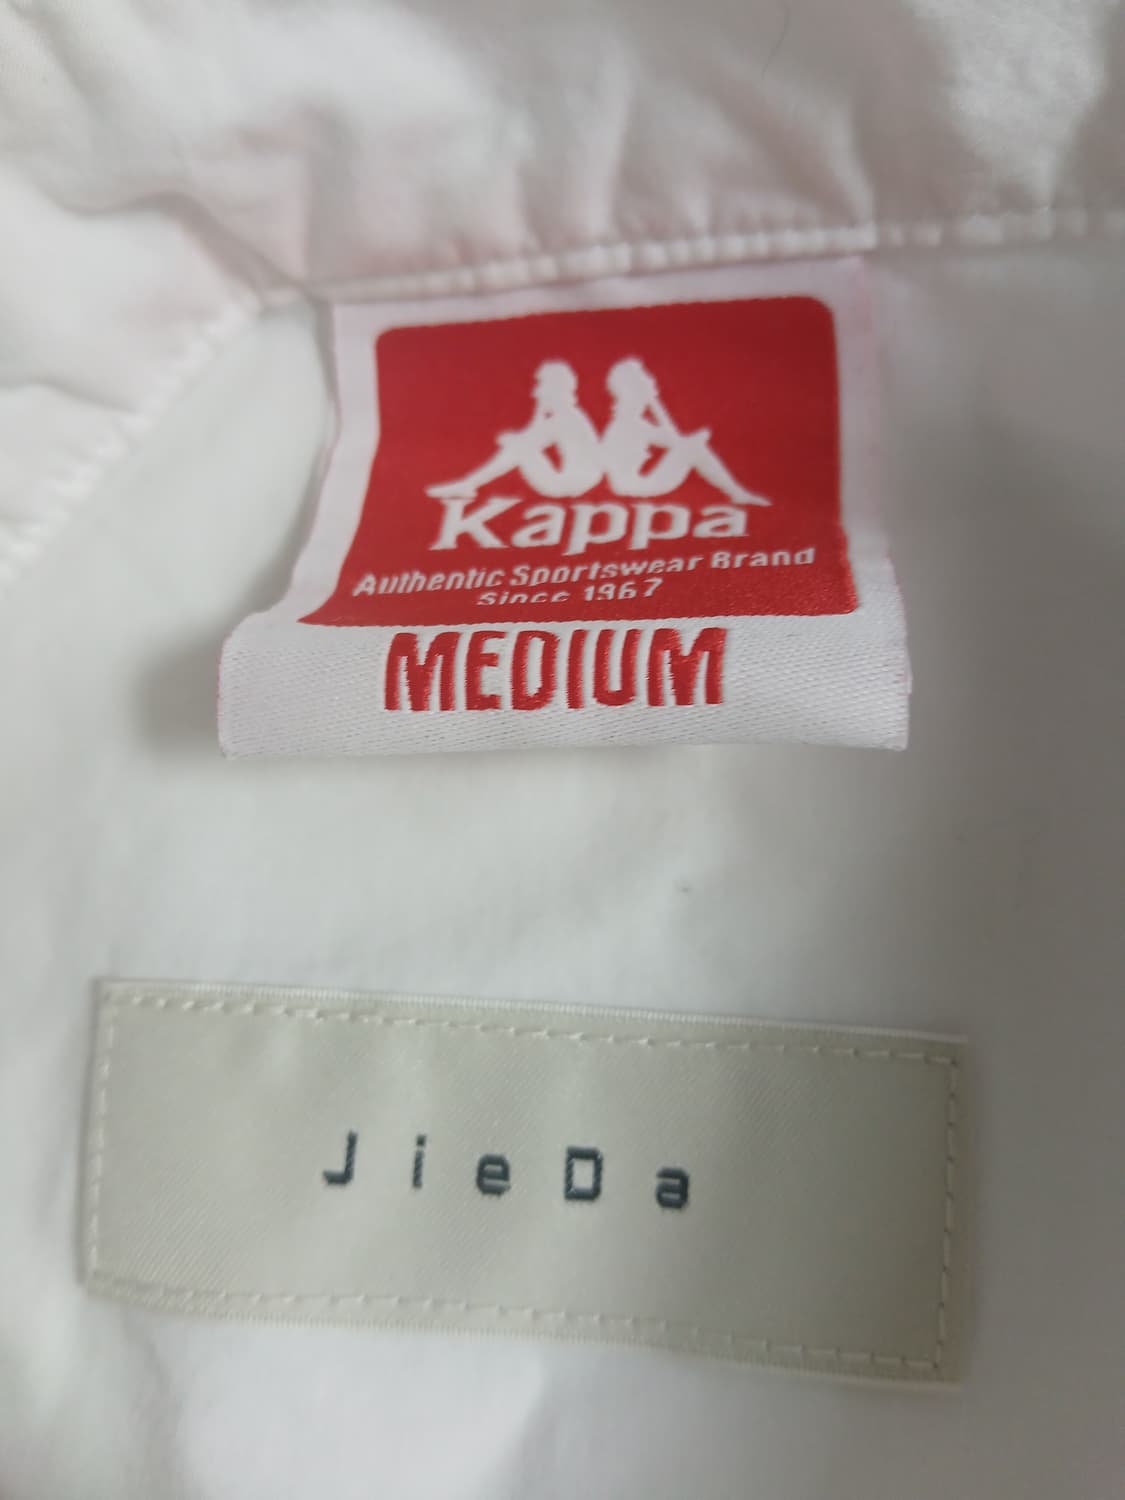 Kappa
Authentic Sportswear Brand
Since 1967
MEDIUM
JieDa